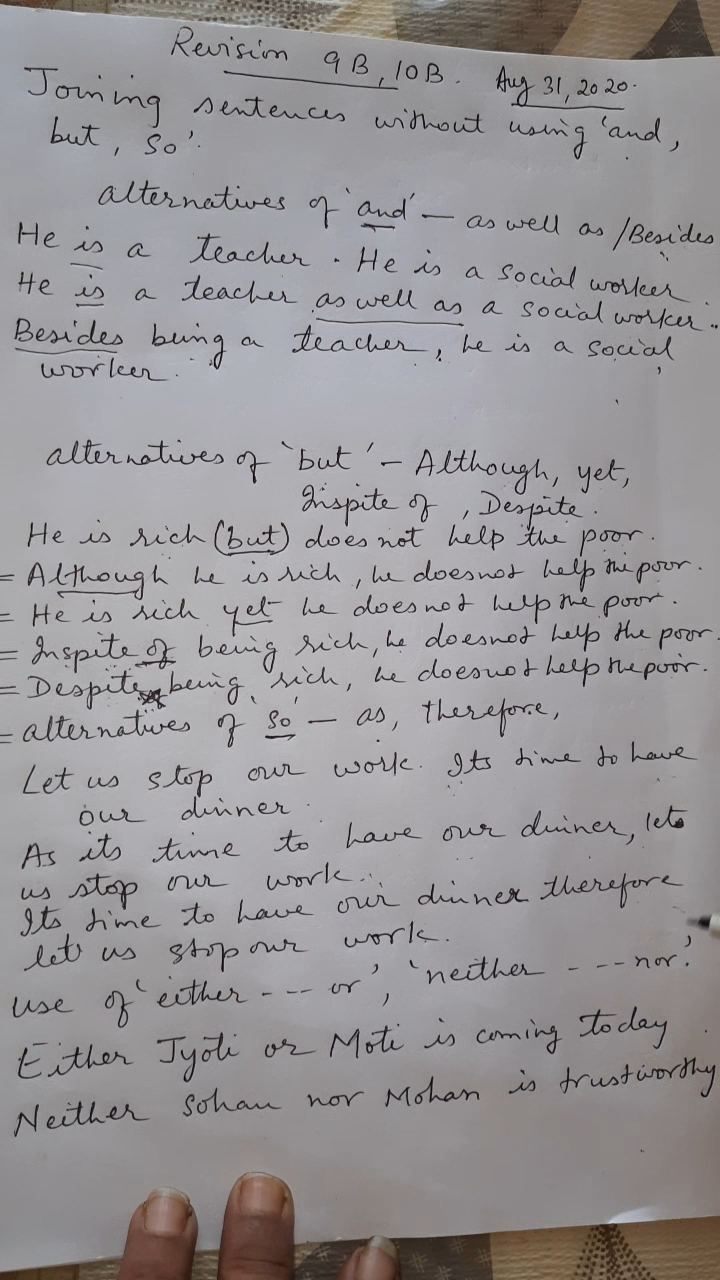 Revision 9B, 10B. Aug 31, 2020.
Joining sentences without using 'and,
but, so'.
alternatives of 'and' – as well as / Besides
He is a teacher. He is a social worker.
He is a teacher as well as a social worker.
Besides being a teacher, he is a social
worker.
alternatives of 'but' – Although, yet,
Inspite of, Despite.
He is rich (but) does not help the poor.
= Although he is rich, he doesnot help the poor.
= He is rich yet he doesnot help the poor.
= Inspite of being rich, he doesnot help the poor.
= Despite being rich, he doesnot help the poor.
= alternatives of 'so' – as, therefore,
Let us stop our work. Its time to have
our dinner.
As its time to have our dinner, let
us stop our work.
Its time to have our dinner therefore
let us stop our work.
use of 'either --- or', 'neither --- nor'.
Either Jyoti or Moti is coming today
Neither Sohan nor Mohan is trustworthy